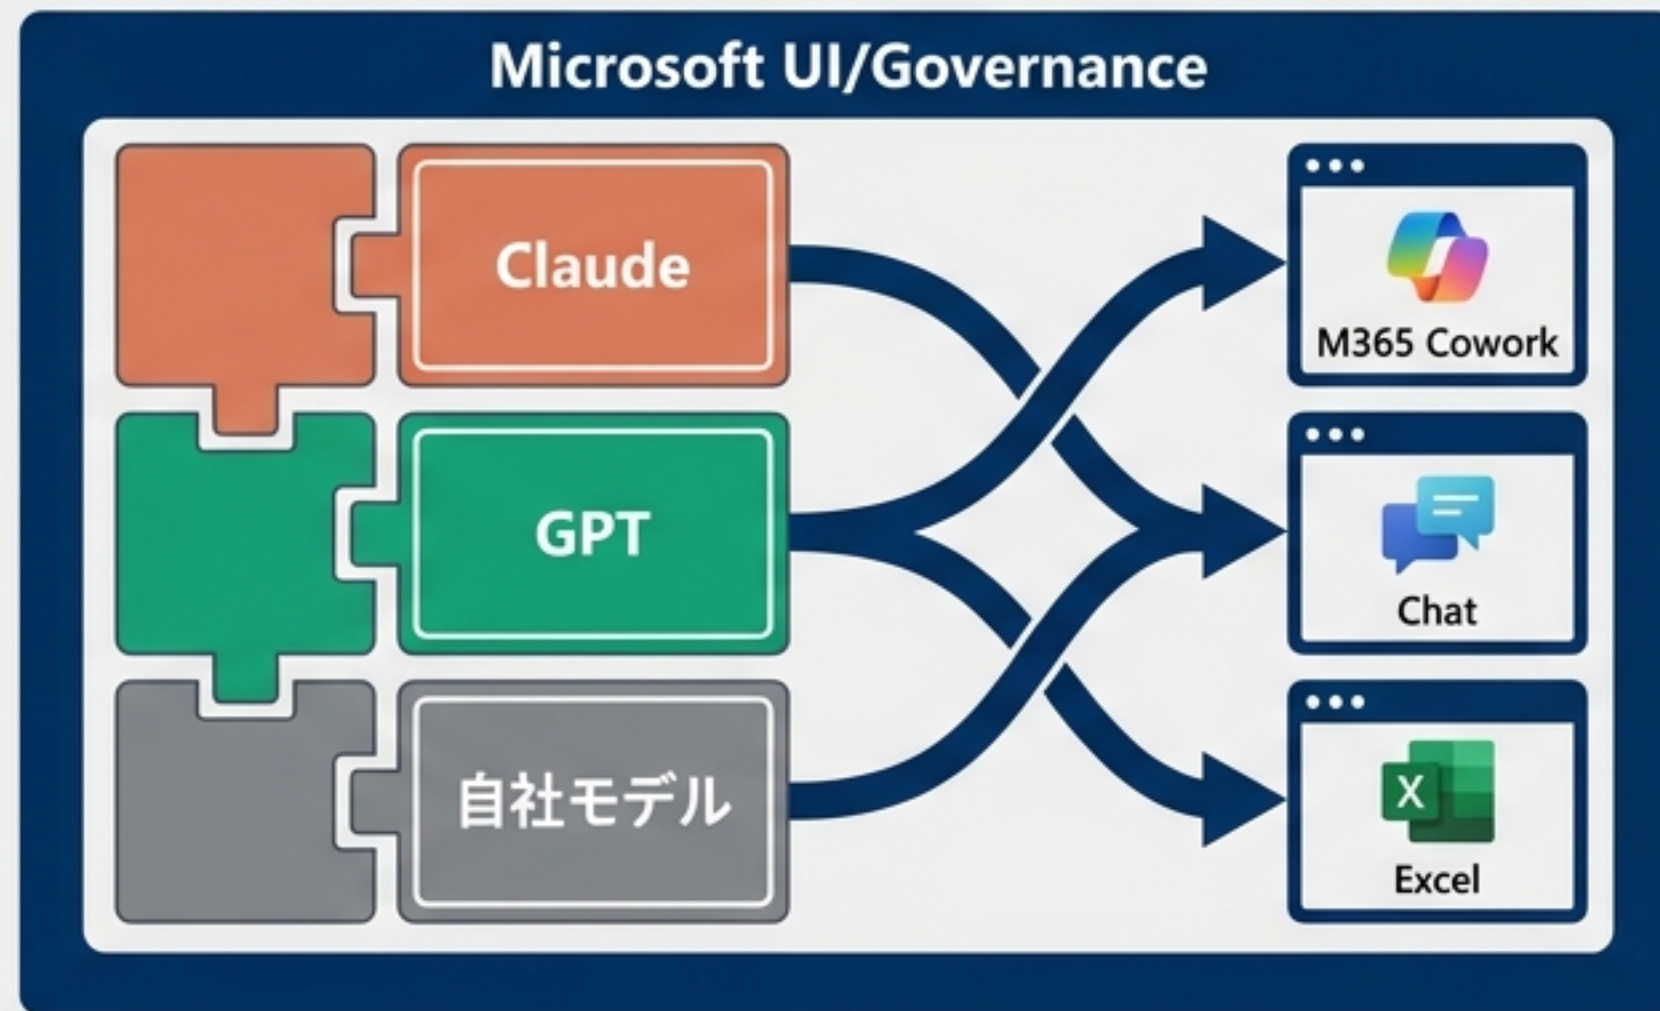 Microsoft UI/Governance
Claude
GPT
自社モデル
M365 Cowork
Chat
X
Excel